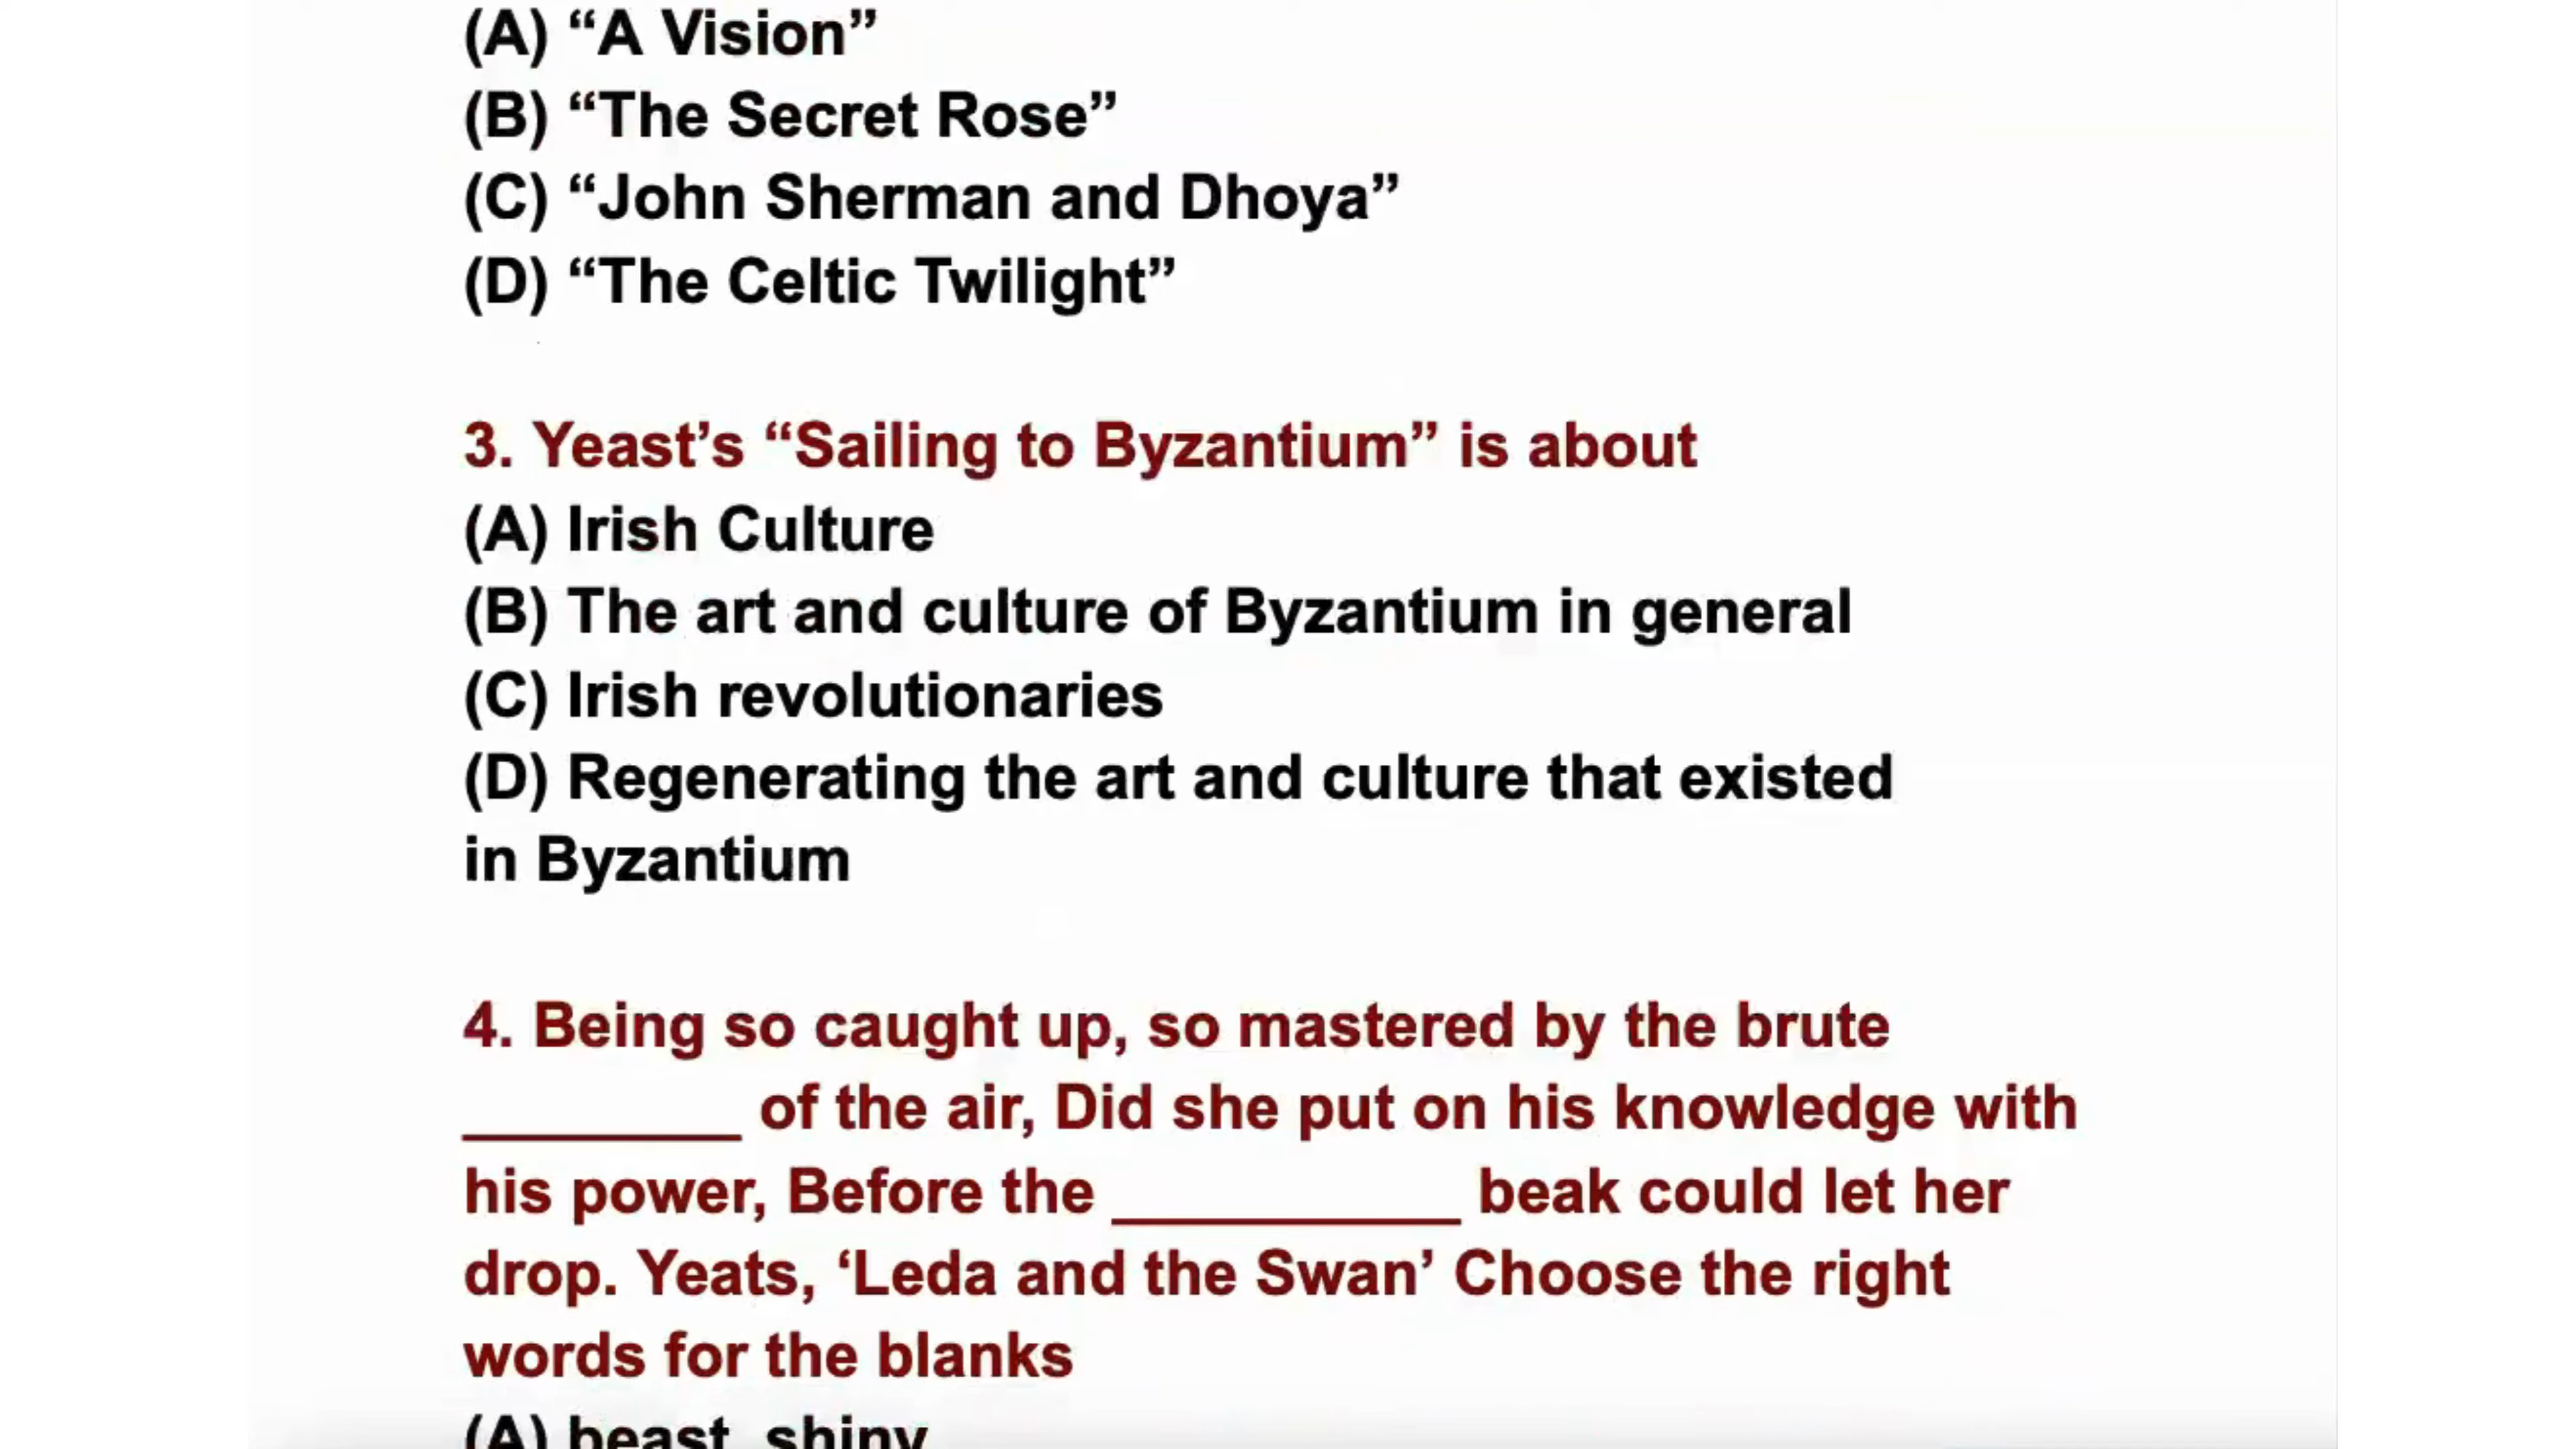 (A) “A Vision”
(B) “The Secret Rose”
(C) “John Sherman and Dhoya”
(D) “The Celtic Twilight”
3. Yeast’s “Sailing to Byzantium” is about
(A) Irish Culture
(B) The art and culture of Byzantium in general
(C) Irish revolutionaries
(D) Regenerating the art and culture that existed
in Byzantium
4. Being so caught up, so mastered by the brute
________ of the air, Did she put on his knowledge with
his power, Before the __________ beak could let her
drop. Yeats, ‘Leda and the Swan’ Choose the right
words for the blanks
(A) beast, shiny